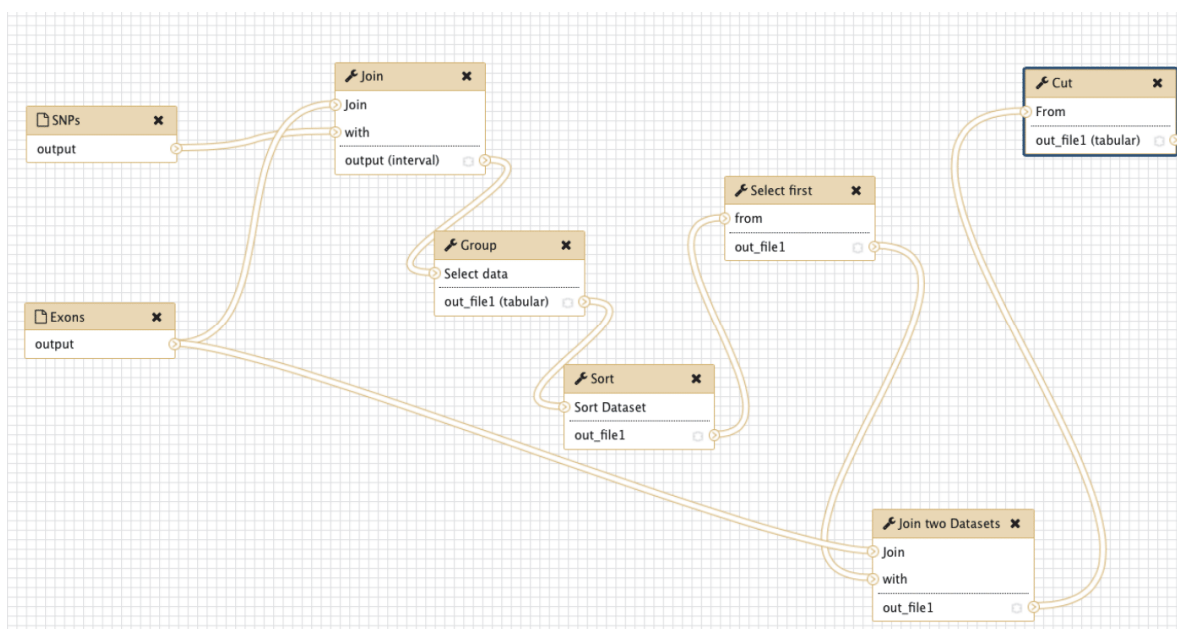 SNPs
output
Exons
output
Join
Join
with
output (interval)
Group
Select data
out_file1 (tabular)
Sort
Sort Dataset
out_file1
Select first
from
out_file1
Join two Datasets
Join
with
out_file1
Cut
From
out_file1 (tabular)